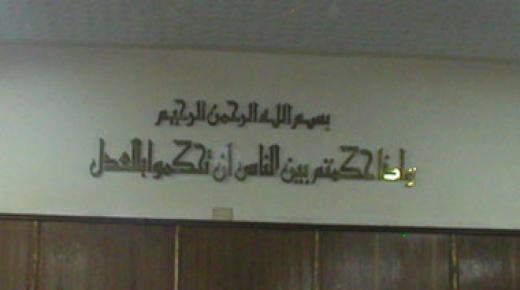 بسم الله الرحمن الرحيم
وإذا حكمتم بين الناس أن تحكموا بالعدل